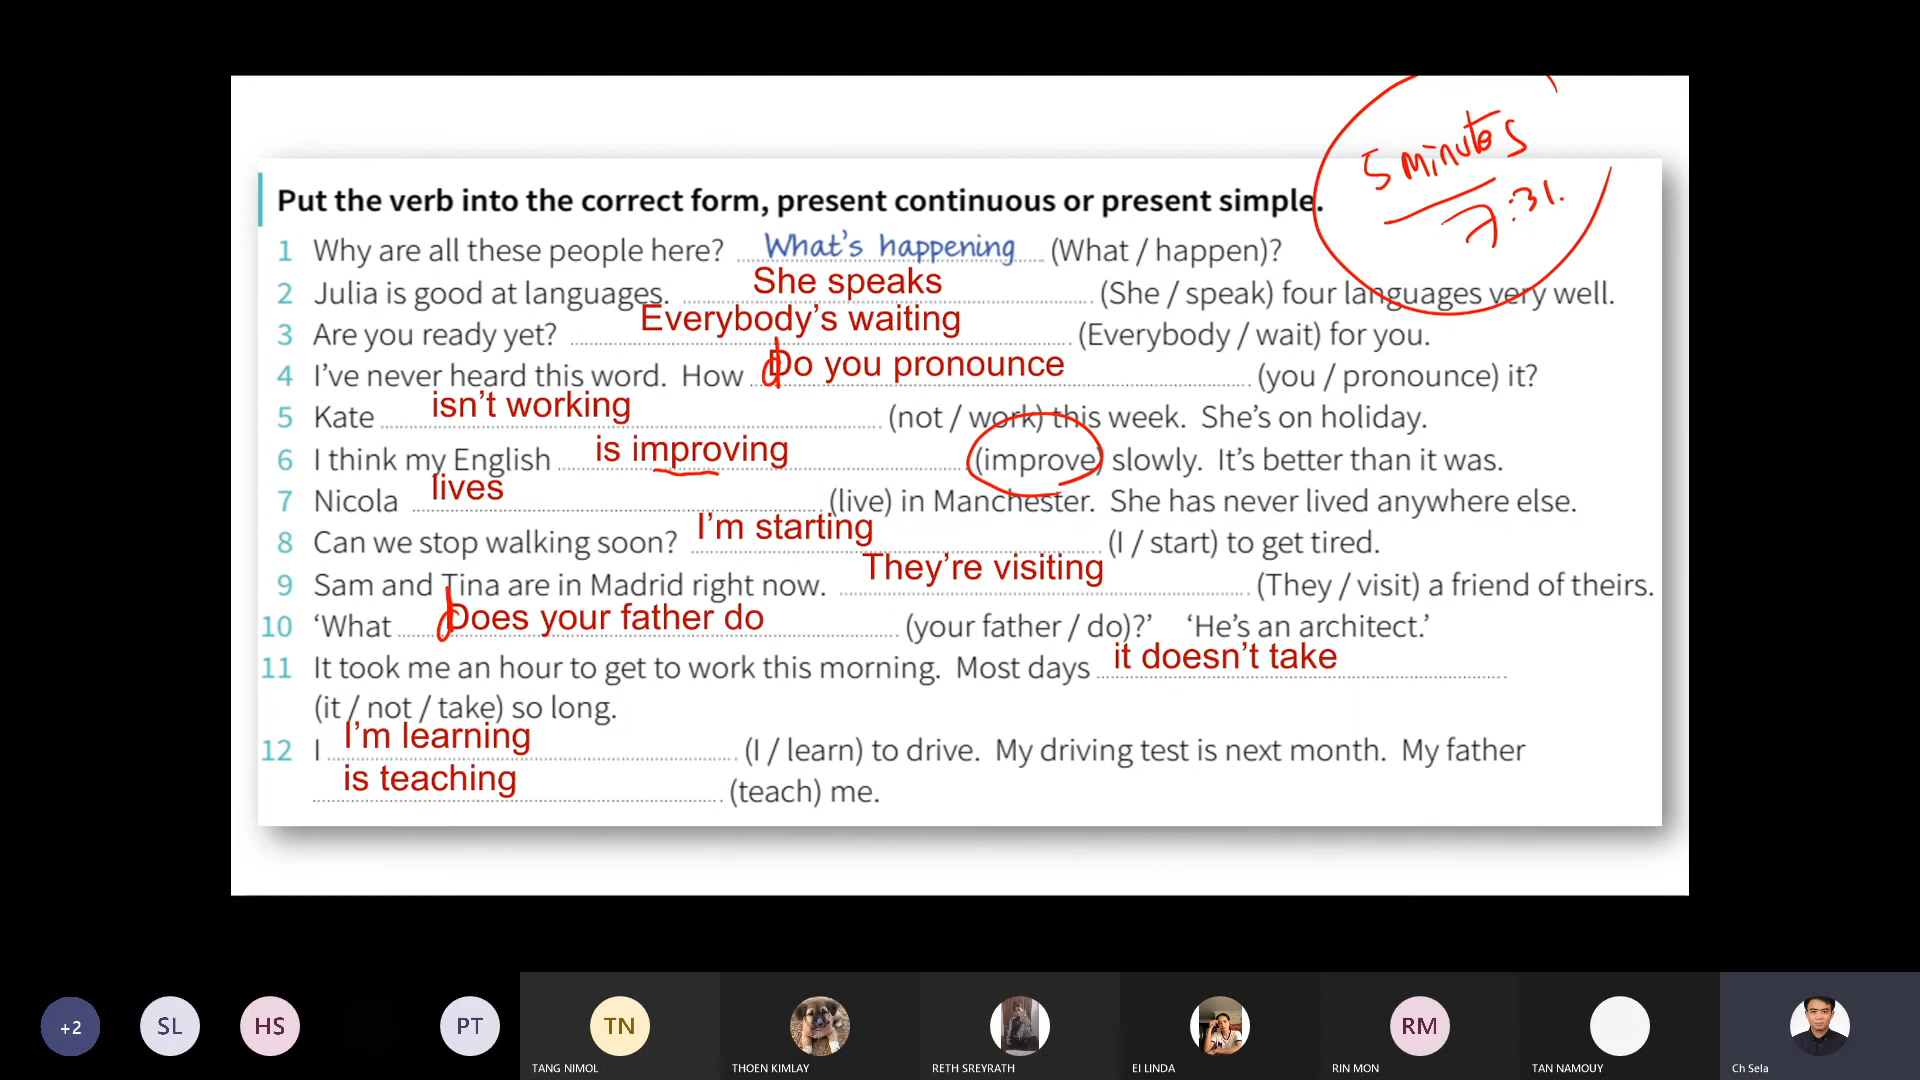 5 minutes
7:31.
Put the verb into the correct form, present continuous or present simple.
1 Why are all these people here? What's happening (What / happen)?
2 Julia is good at languages. She speaks (She / speak) four languages very well.
3 Are you ready yet? Everybody's waiting (Everybody / wait) for you.
4 I've never heard this word. How Do you pronounce (you / pronounce) it?
5 Kate isn't working (not / work) this week. She's on holiday.
6 I think my English is improving (improve) slowly. It's better than it was.
7 Nicola lives (live) in Manchester. She has never lived anywhere else.
8 Can we stop walking soon? I'm starting (I / start) to get tired.
9 Sam and Tina are in Madrid right now. They're visiting (They / visit) a friend of theirs.
10 ‘What Does your father do (your father / do)?’ ‘He's an architect.’
11 It took me an hour to get to work this morning. Most days it doesn't take
(it / not / take) so long.
12 I I'm learning (I / learn) to drive. My driving test is next month. My father
is teaching (teach) me.
+2 SL HS PT TN RM
TANG NIMOL THOEN KIMLAY RETH SREYRATH EI LINDA RIN MON TAN NAMOUY Ch Sela